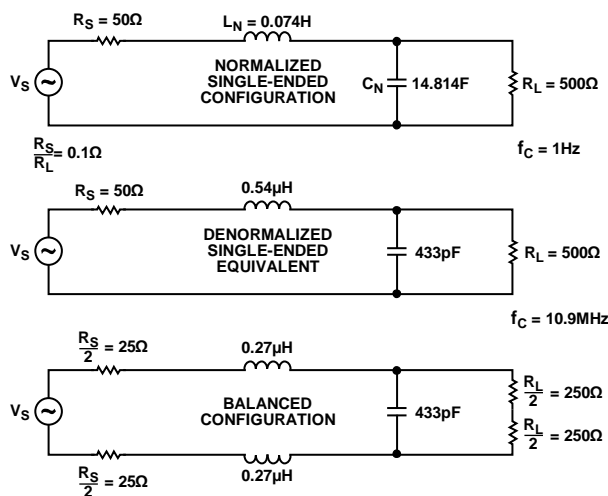 RS = 50Ω
LN = 0.074H
VS
NORMALIZED
SINGLE-ENDED
CONFIGURATION
CN
14.814F
RL = 500Ω
RS
RL
= 0.1Ω
fC = 1Hz
RS = 50Ω
0.54µH
VS
DENORMALIZED
SINGLE-ENDED
EQUIVALENT
433pF
RL = 500Ω
fC = 10.9MHz
RS
2
= 25Ω
0.27µH
VS
BALANCED
CONFIGURATION
433pF
RL
2
= 250Ω
RL
2
= 250Ω
RS
2
= 25Ω
0.27µH